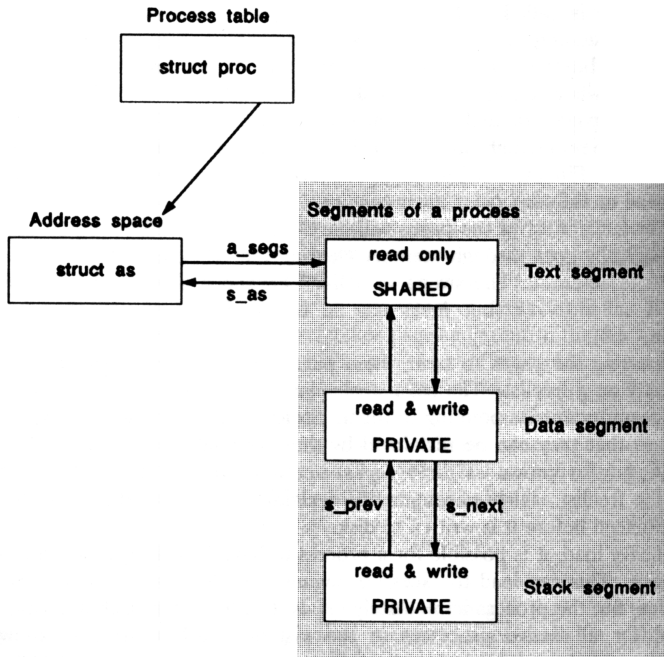 Process table
struct proc
Address space
struct as
a_segs
s_as
Segments of a process
read only
SHARED
Text segment
read & write
PRIVATE
Data segment
s_prev
s_next
read & write
PRIVATE
Stack segment